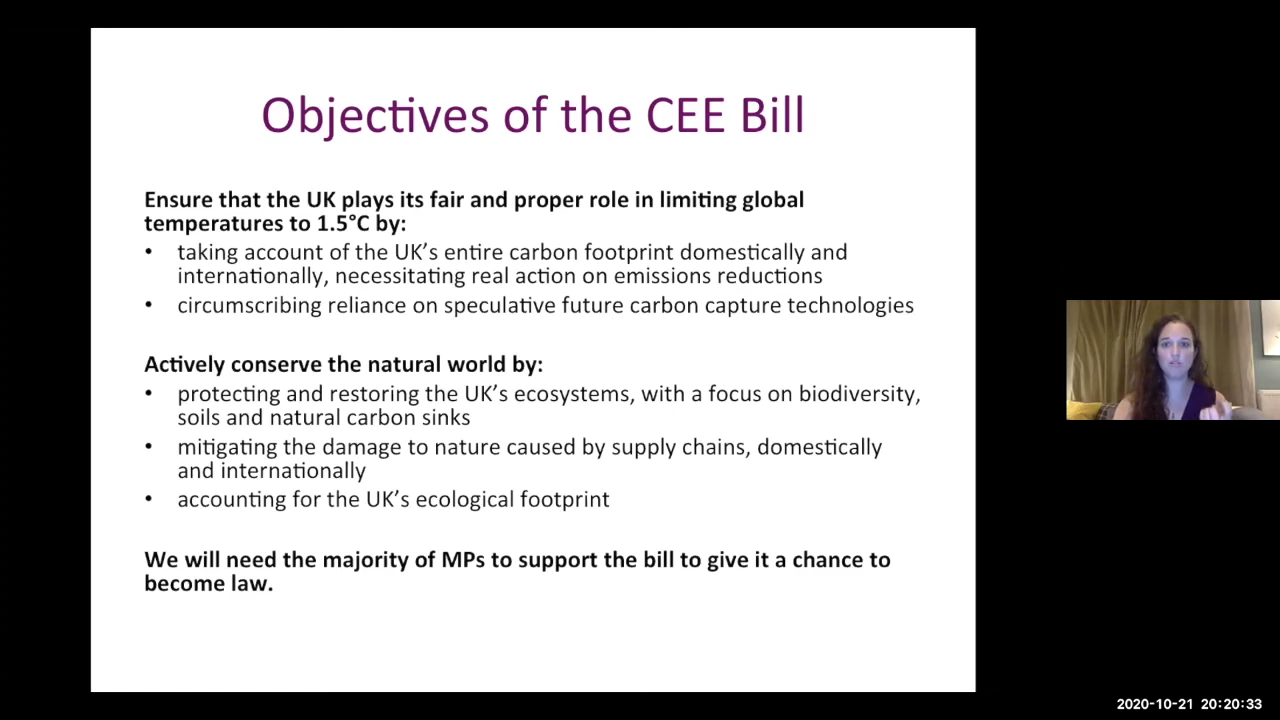 Objectives of the CEE Bill
Ensure that the UK plays its fair and proper role in limiting global
temperatures to 1.5°C by:
• taking account of the UK’s entire carbon footprint domestically and
internationally, necessitating real action on emissions reductions
• circumscribing reliance on speculative future carbon capture technologies
Actively conserve the natural world by:
• protecting and restoring the UK’s ecosystems, with a focus on biodiversity,
soils and natural carbon sinks
• mitigating the damage to nature caused by supply chains, domestically
and internationally
• accounting for the UK’s ecological footprint
We will need the majority of MPs to support the bill to give it a chance to
become law.
2020-10-21 20:20:33